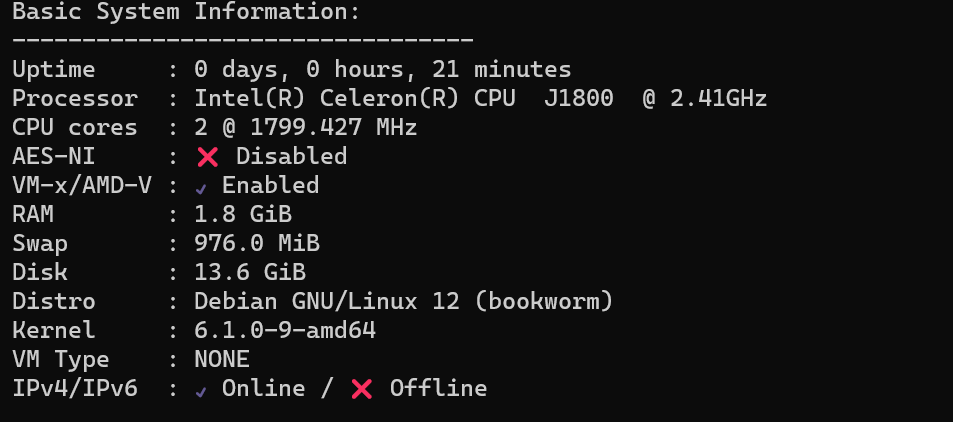 Basic System Information:
---------------------------------
Uptime     : 0 days, 0 hours, 21 minutes
Processor  : Intel(R) Celeron(R) CPU  J1800  @ 2.41GHz
CPU cores  : 2 @ 1799.427 MHz
AES-NI     : ❌ Disabled
VM-x/AMD-V : ✔ Enabled
RAM        : 1.8 GiB
Swap       : 976.0 MiB
Disk       : 13.6 GiB
Distro     : Debian GNU/Linux 12 (bookworm)
Kernel     : 6.1.0-9-amd64
VM Type    : NONE
IPv4/IPv6  : ✔ Online / ❌ Offline